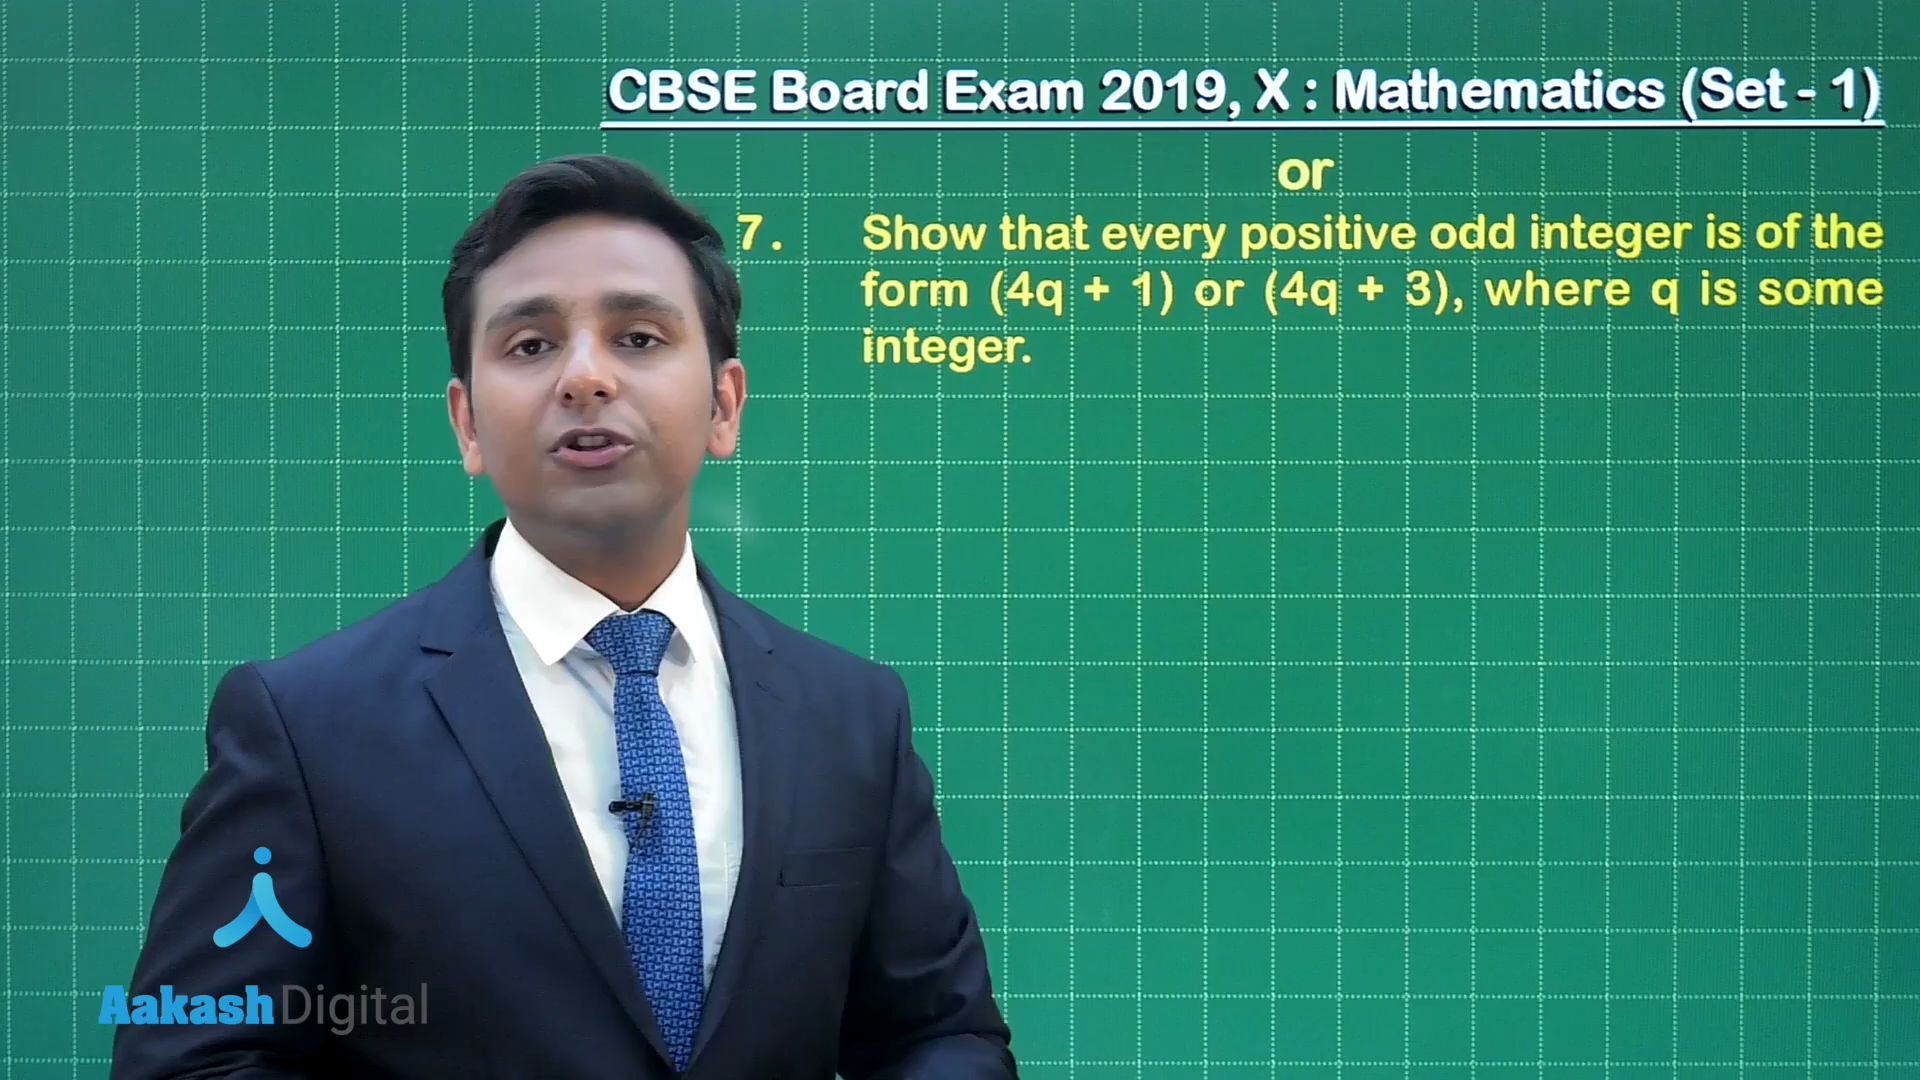 CBSE Board Exam 2019, X : Mathematics (Set - 1)
or
7. Show that every positive odd integer is of the
form (4q + 1) or (4q + 3), where q is some
integer.
Aakash Digital